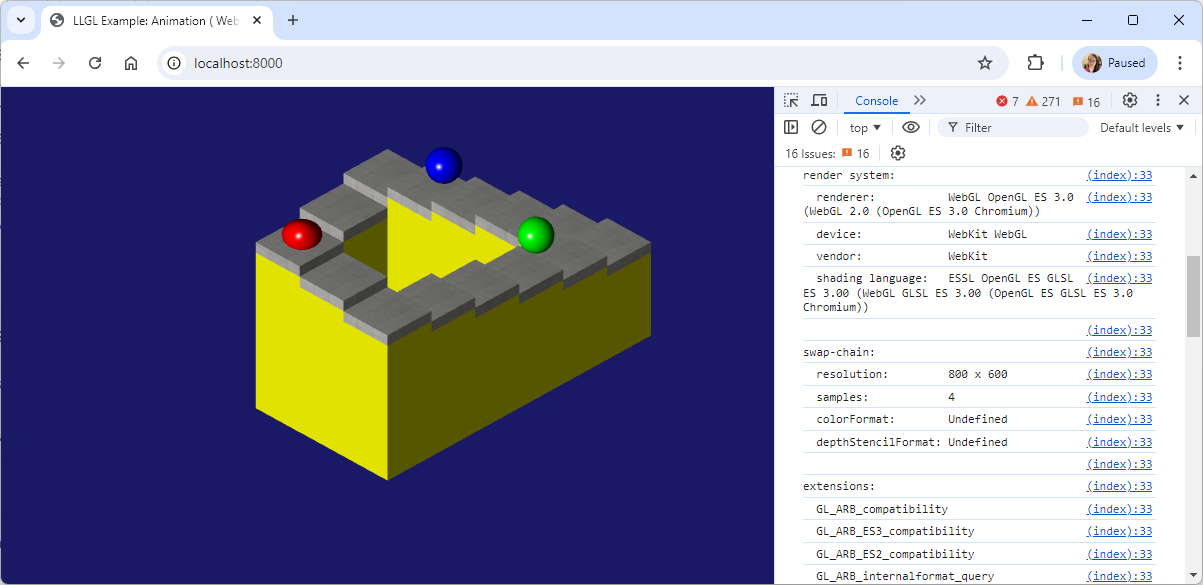 LLGL Example: Animation ( Web
localhost:8000
Paused
Console
7 271 16
top
Filter
Default levels
16 Issues: 16
render system: (index):33
renderer: WebGL OpenGL ES 3.0 (index):33
(WebGL 2.0 (OpenGL ES 3.0 Chromium))
device: WebKit WebGL (index):33
vendor: WebKit (index):33
shading language: ESSL OpenGL ES GLSL (index):33
ES 3.00 (WebGL GLSL ES 3.00 (OpenGL ES GLSL ES 3.0
Chromium))
(index):33
swap-chain: (index):33
resolution: 800 x 600 (index):33
samples: 4 (index):33
colorFormat: Undefined (index):33
depthStencilFormat: Undefined (index):33
(index):33
extensions: (index):33
GL_ARB_compatibility (index):33
GL_ARB_ES3_compatibility (index):33
GL_ARB_ES2_compatibility (index):33
GL_ARB_internalformat_query (index):33